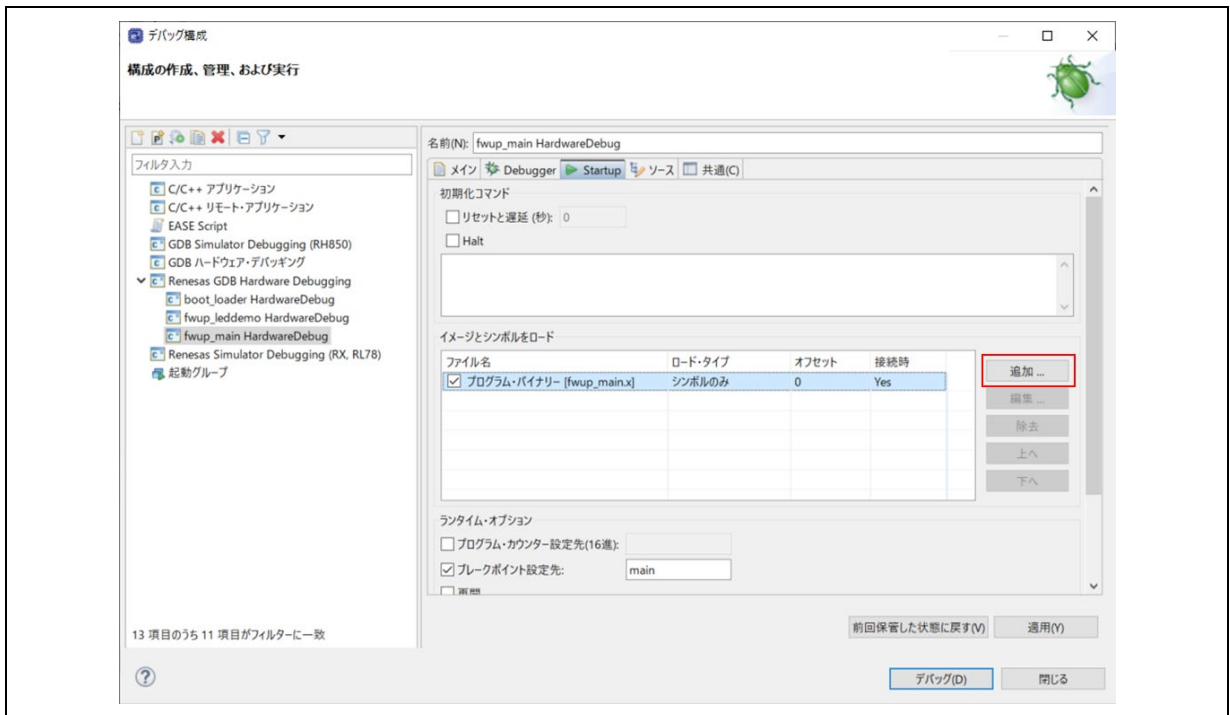 デバッグ構成
構成の作成、管理、および実行
フィルタ入力
C/C++ アプリケーション
C/C++ リモート・アプリケーション
EASE Script
GDB Simulator Debugging (RH850)
GDB ハードウェア・デバッギング
Renesas GDB Hardware Debugging
boot_loader HardwareDebug
fwup_leddemo HardwareDebug
fwup_main HardwareDebug
Renesas Simulator Debugging (RX, RL78)
起動グループ
13 項目のうち 11 項目がフィルターに一致
名前(N): fwup_main HardwareDebug
メイン Debugger Startup ソース 共通(C)
初期化コマンド
リセットと遅延 (秒): 0
Halt
イメージとシンボルをロード
ファイル名 ロード・タイプ オフセット 接続時
プログラム・バイナリー [fwup_main.x] シンボルのみ 0 Yes
追加 ...
編集 ...
除去
上へ
下へ
ランタイム・オプション
プログラム・カウンター設定先(16進):
ブレークポイント設定先: main
再開
前回保管した状態に戻す(V) 適用(Y)
デバッグ(D) 閉じる